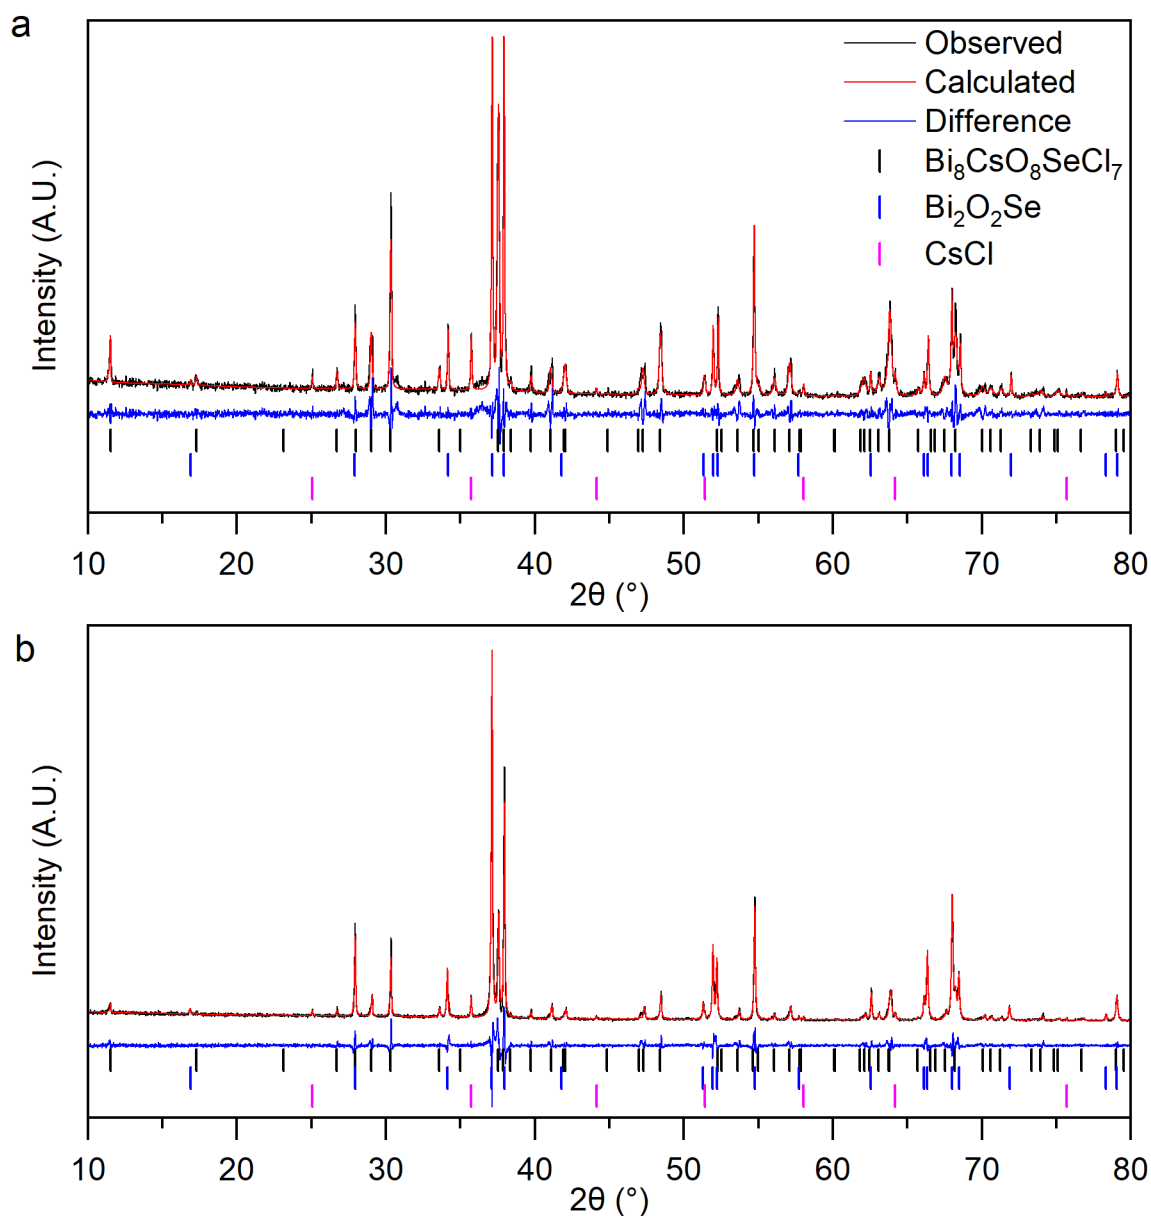 a
Observed
Calculated
Difference
Bi₈CsO₈SeCl₇
Bi₂O₂Se
CsCl
Intensity (A.U.)
10 20 30 40 50 60 70 80
2θ (°)
b
Intensity (A.U.)
10 20 30 40 50 60 70 80
2θ (°)